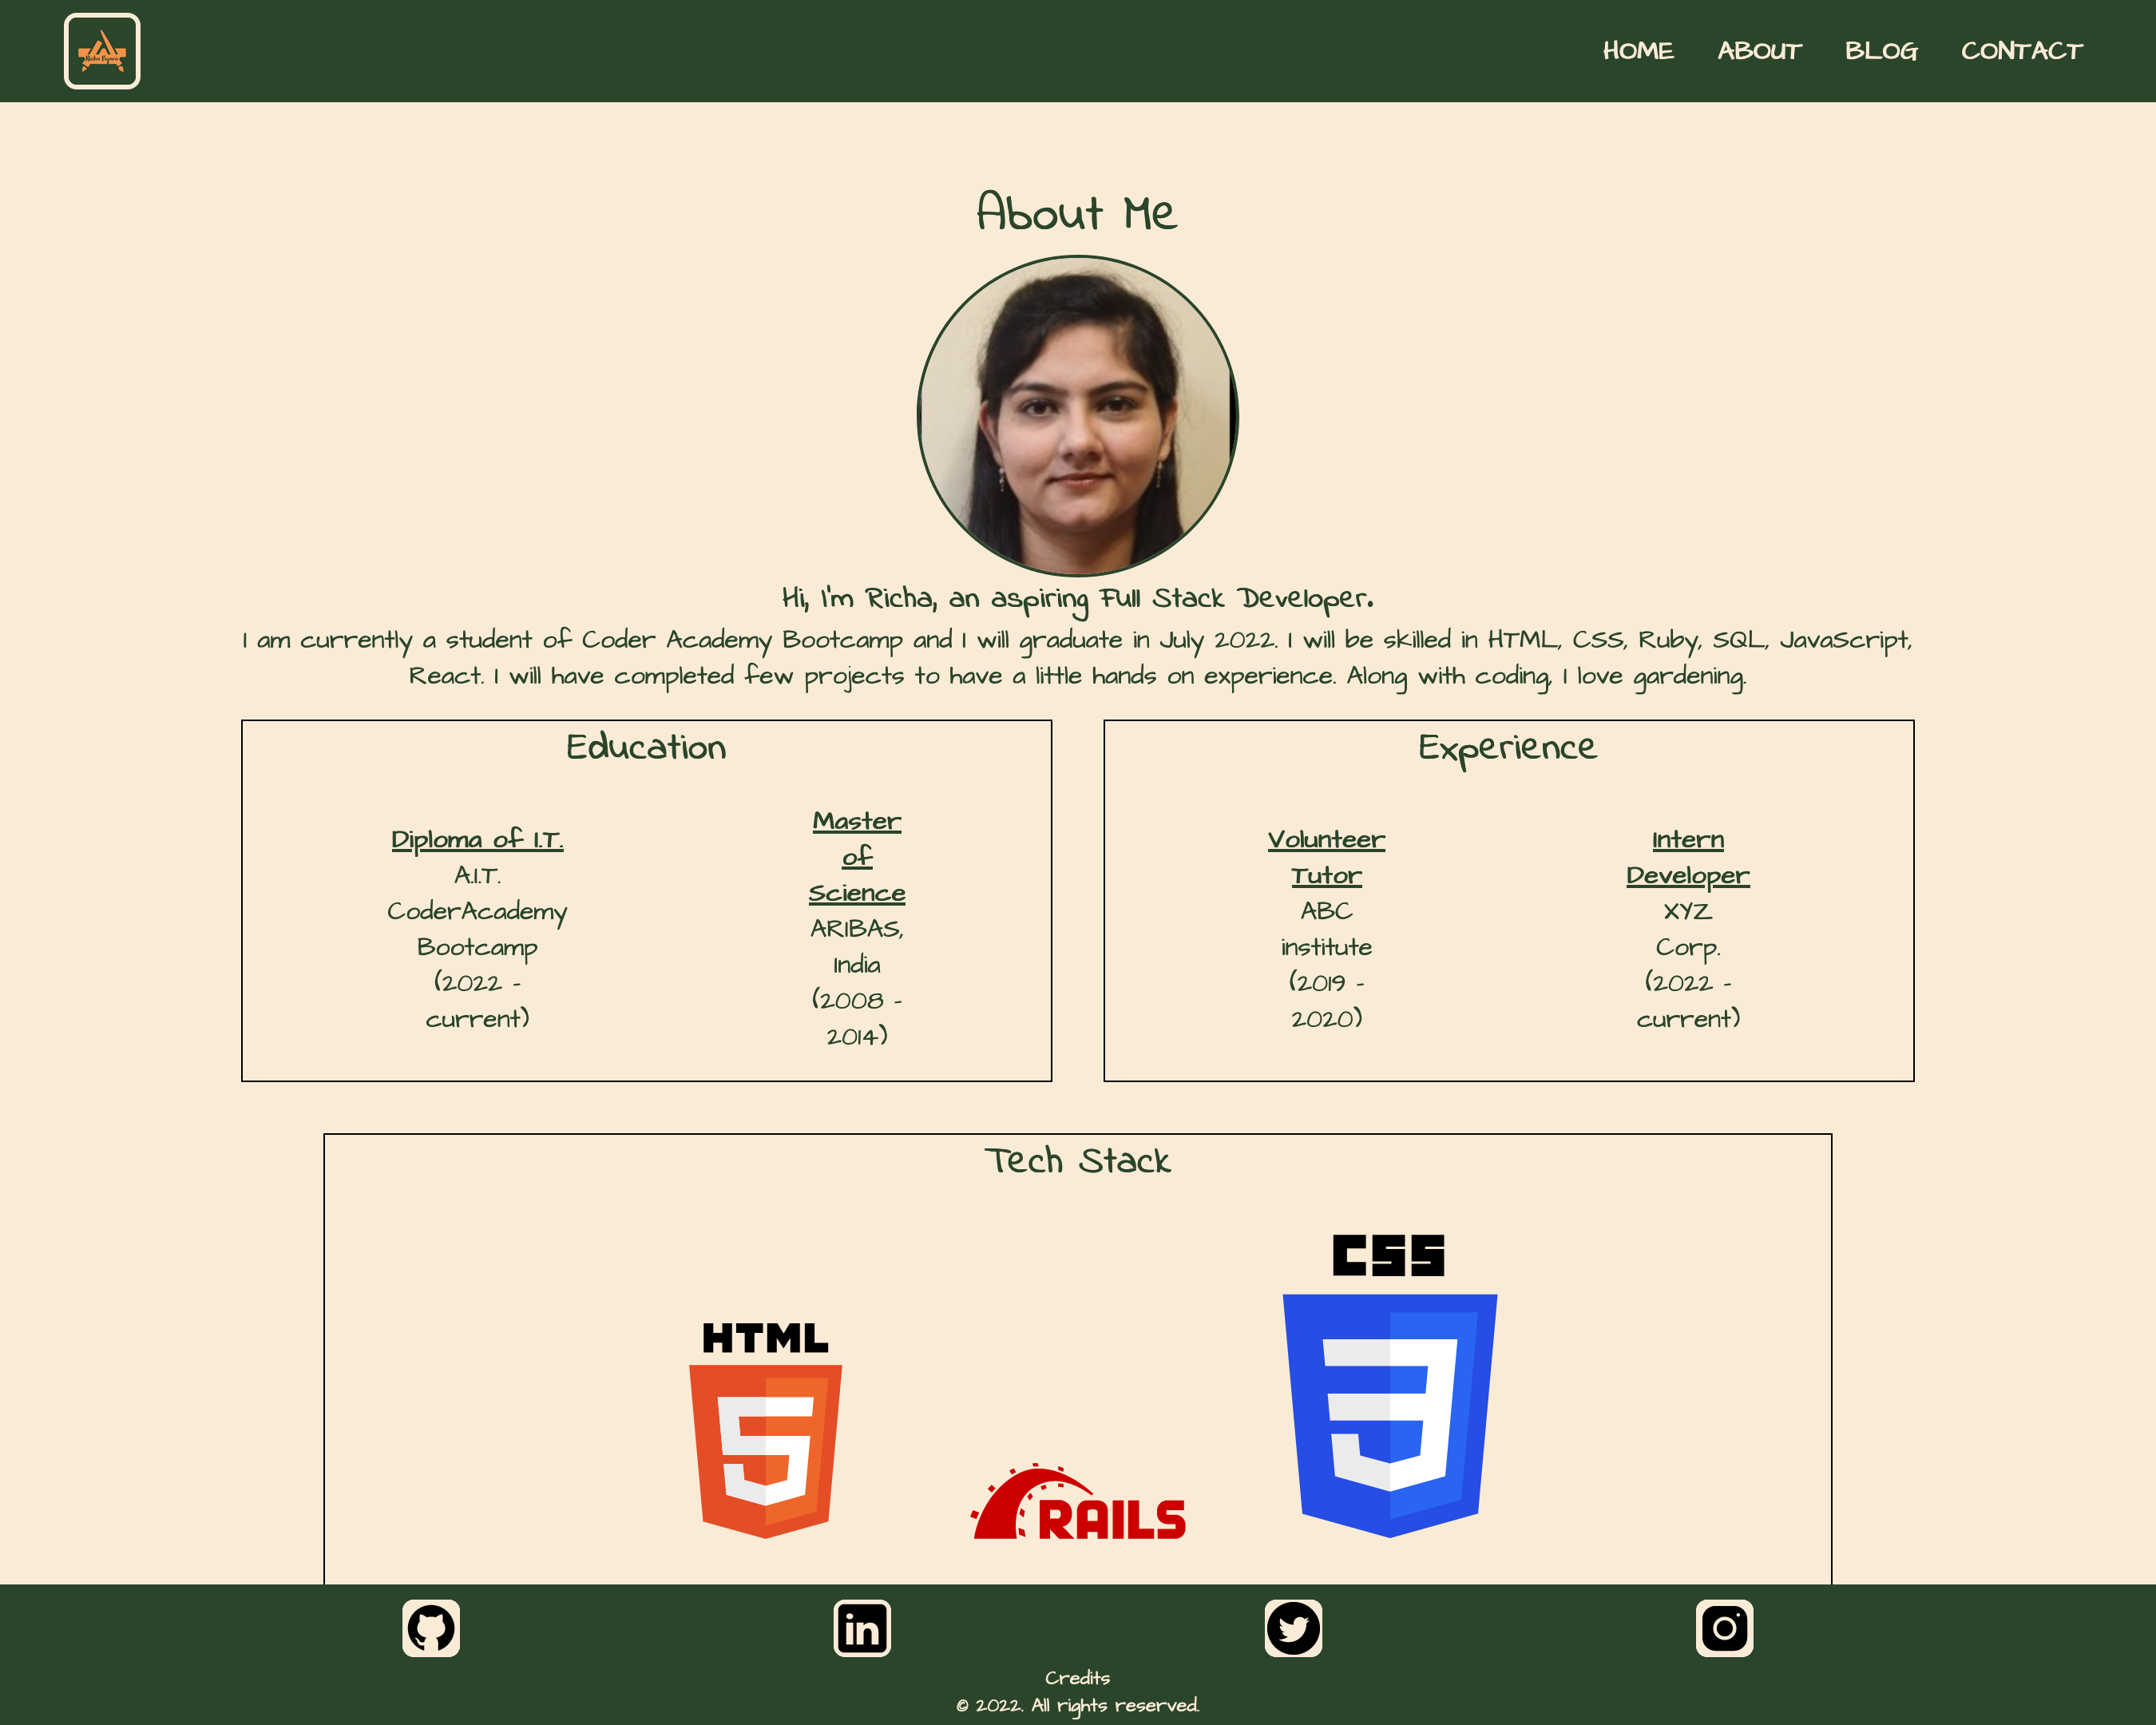 HOME ABOUT BLOG CONTACT
About Me
Hi, I'm Richa, an aspiring Full Stack Developer.
I am currently a student of Coder Academy Bootcamp and I will graduate in July 2022. I will be skilled in HTML, CSS, Ruby, SQL, JavaScript,
React. I will have completed few projects to have a little hands on experience. Along with coding, I love gardening.
Education
Diploma of I.T.
A.I.T.
CoderAcademy
Bootcamp
(2022 -
current)
Master
of
Science
ARIBAS,
India
(2008 -
2014)
Experience
Volunteer
Tutor
ABC
institute
(2019 -
2020)
Intern
Developer
XYZ
Corp.
(2022 -
current)
Tech Stack
HTML
5
RAILS
CSS
3
in
Credits
© 2022. All rights reserved.